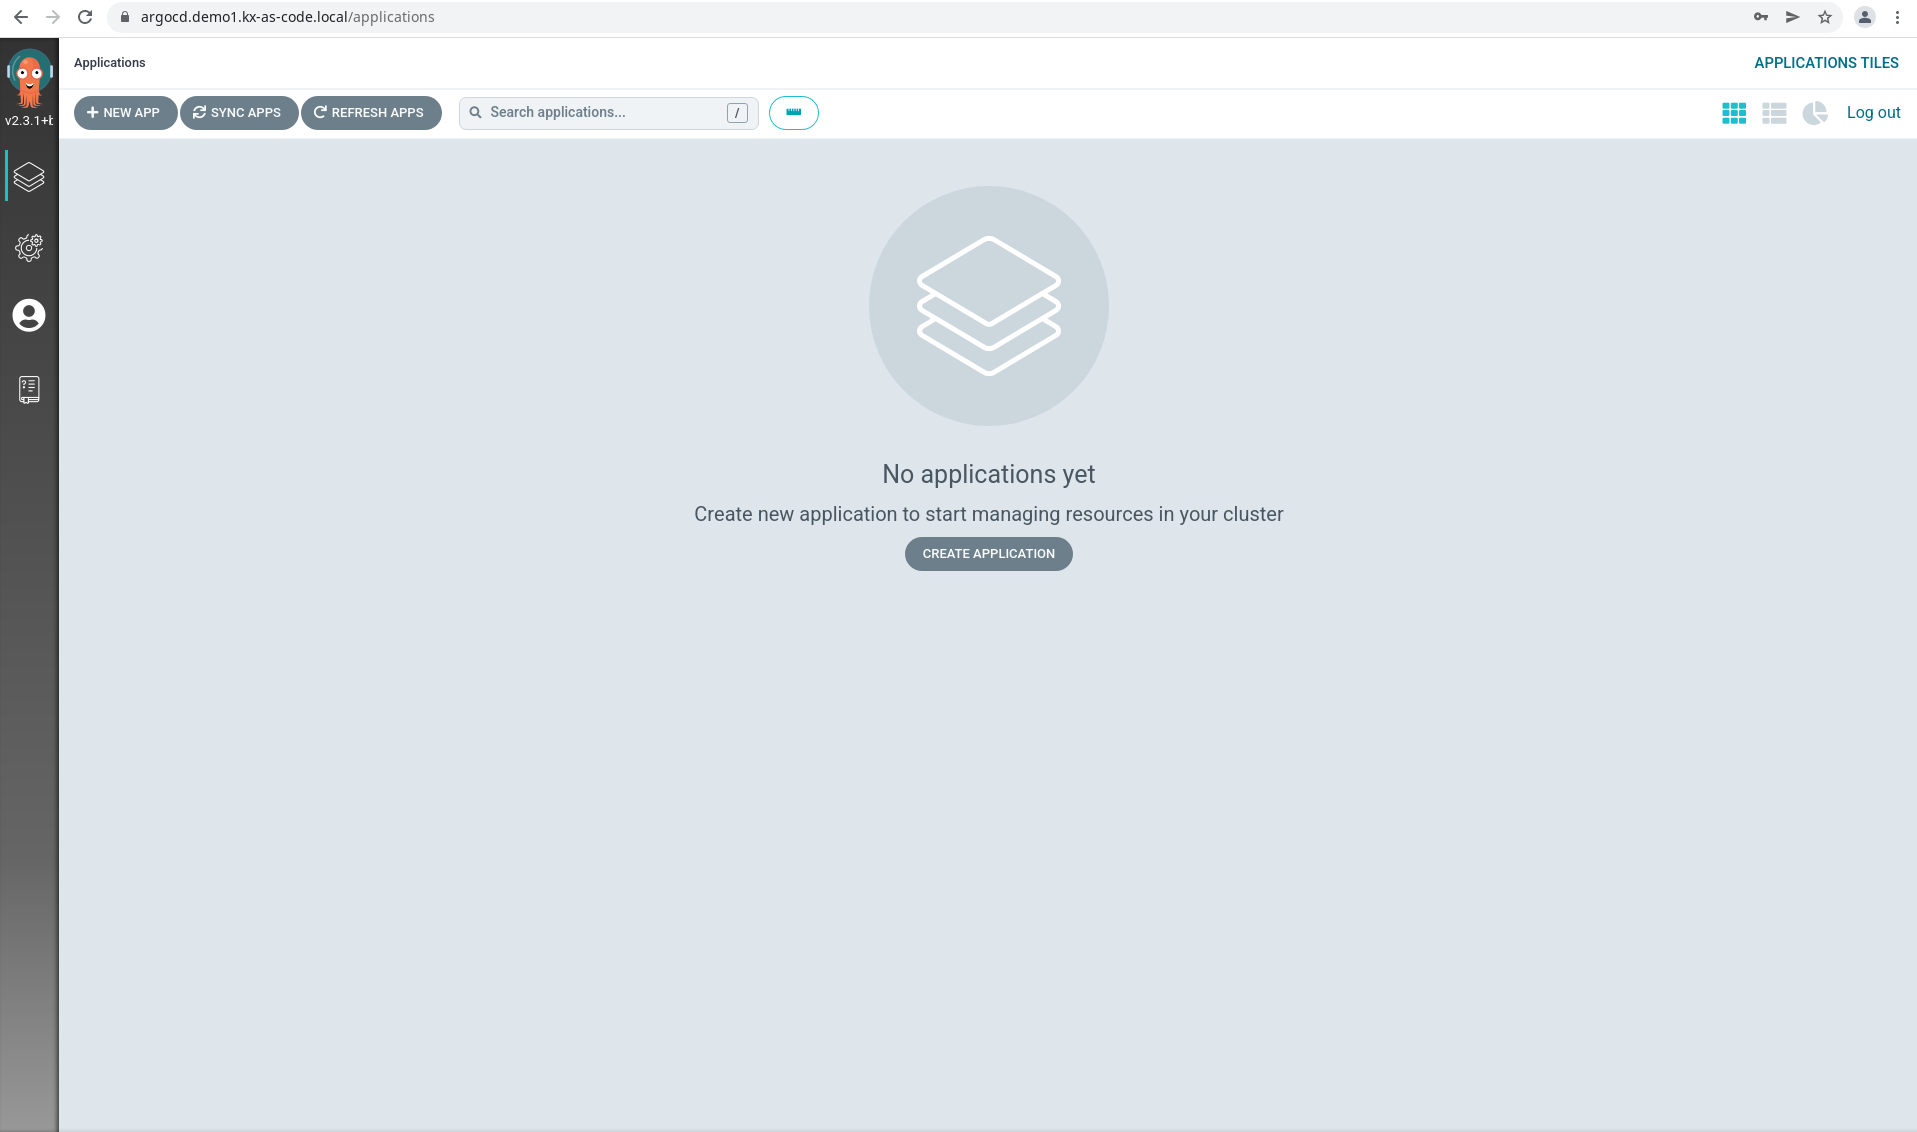 argocd.demo1.kx-as-code.local/applications
v2.3.1+b
Applications
APPLICATIONS TILES
NEW APP
SYNC APPS
REFRESH APPS
Search applications...
/
Log out
No applications yet
Create new application to start managing resources in your cluster
CREATE APPLICATION